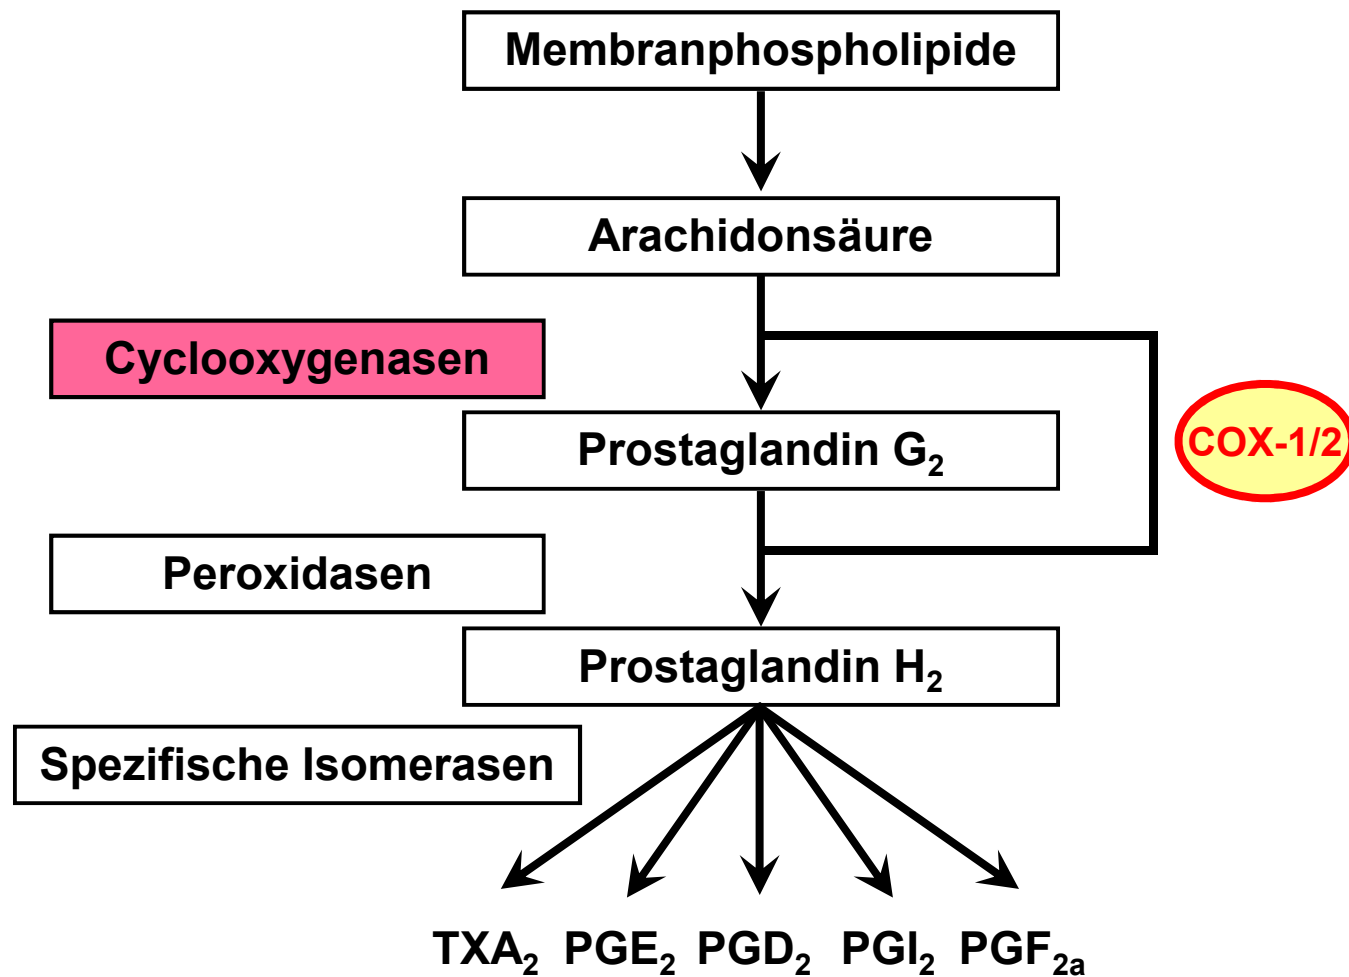 Membranphospholipide
Arachidonsäure
Cyclooxygenasen
COX-1/2
Prostaglandin G₂
Peroxidasen
Prostaglandin H₂
Spezifische Isomerasen
TXA₂ PGE₂ PGD₂ PGI₂ PGF₂ₐ